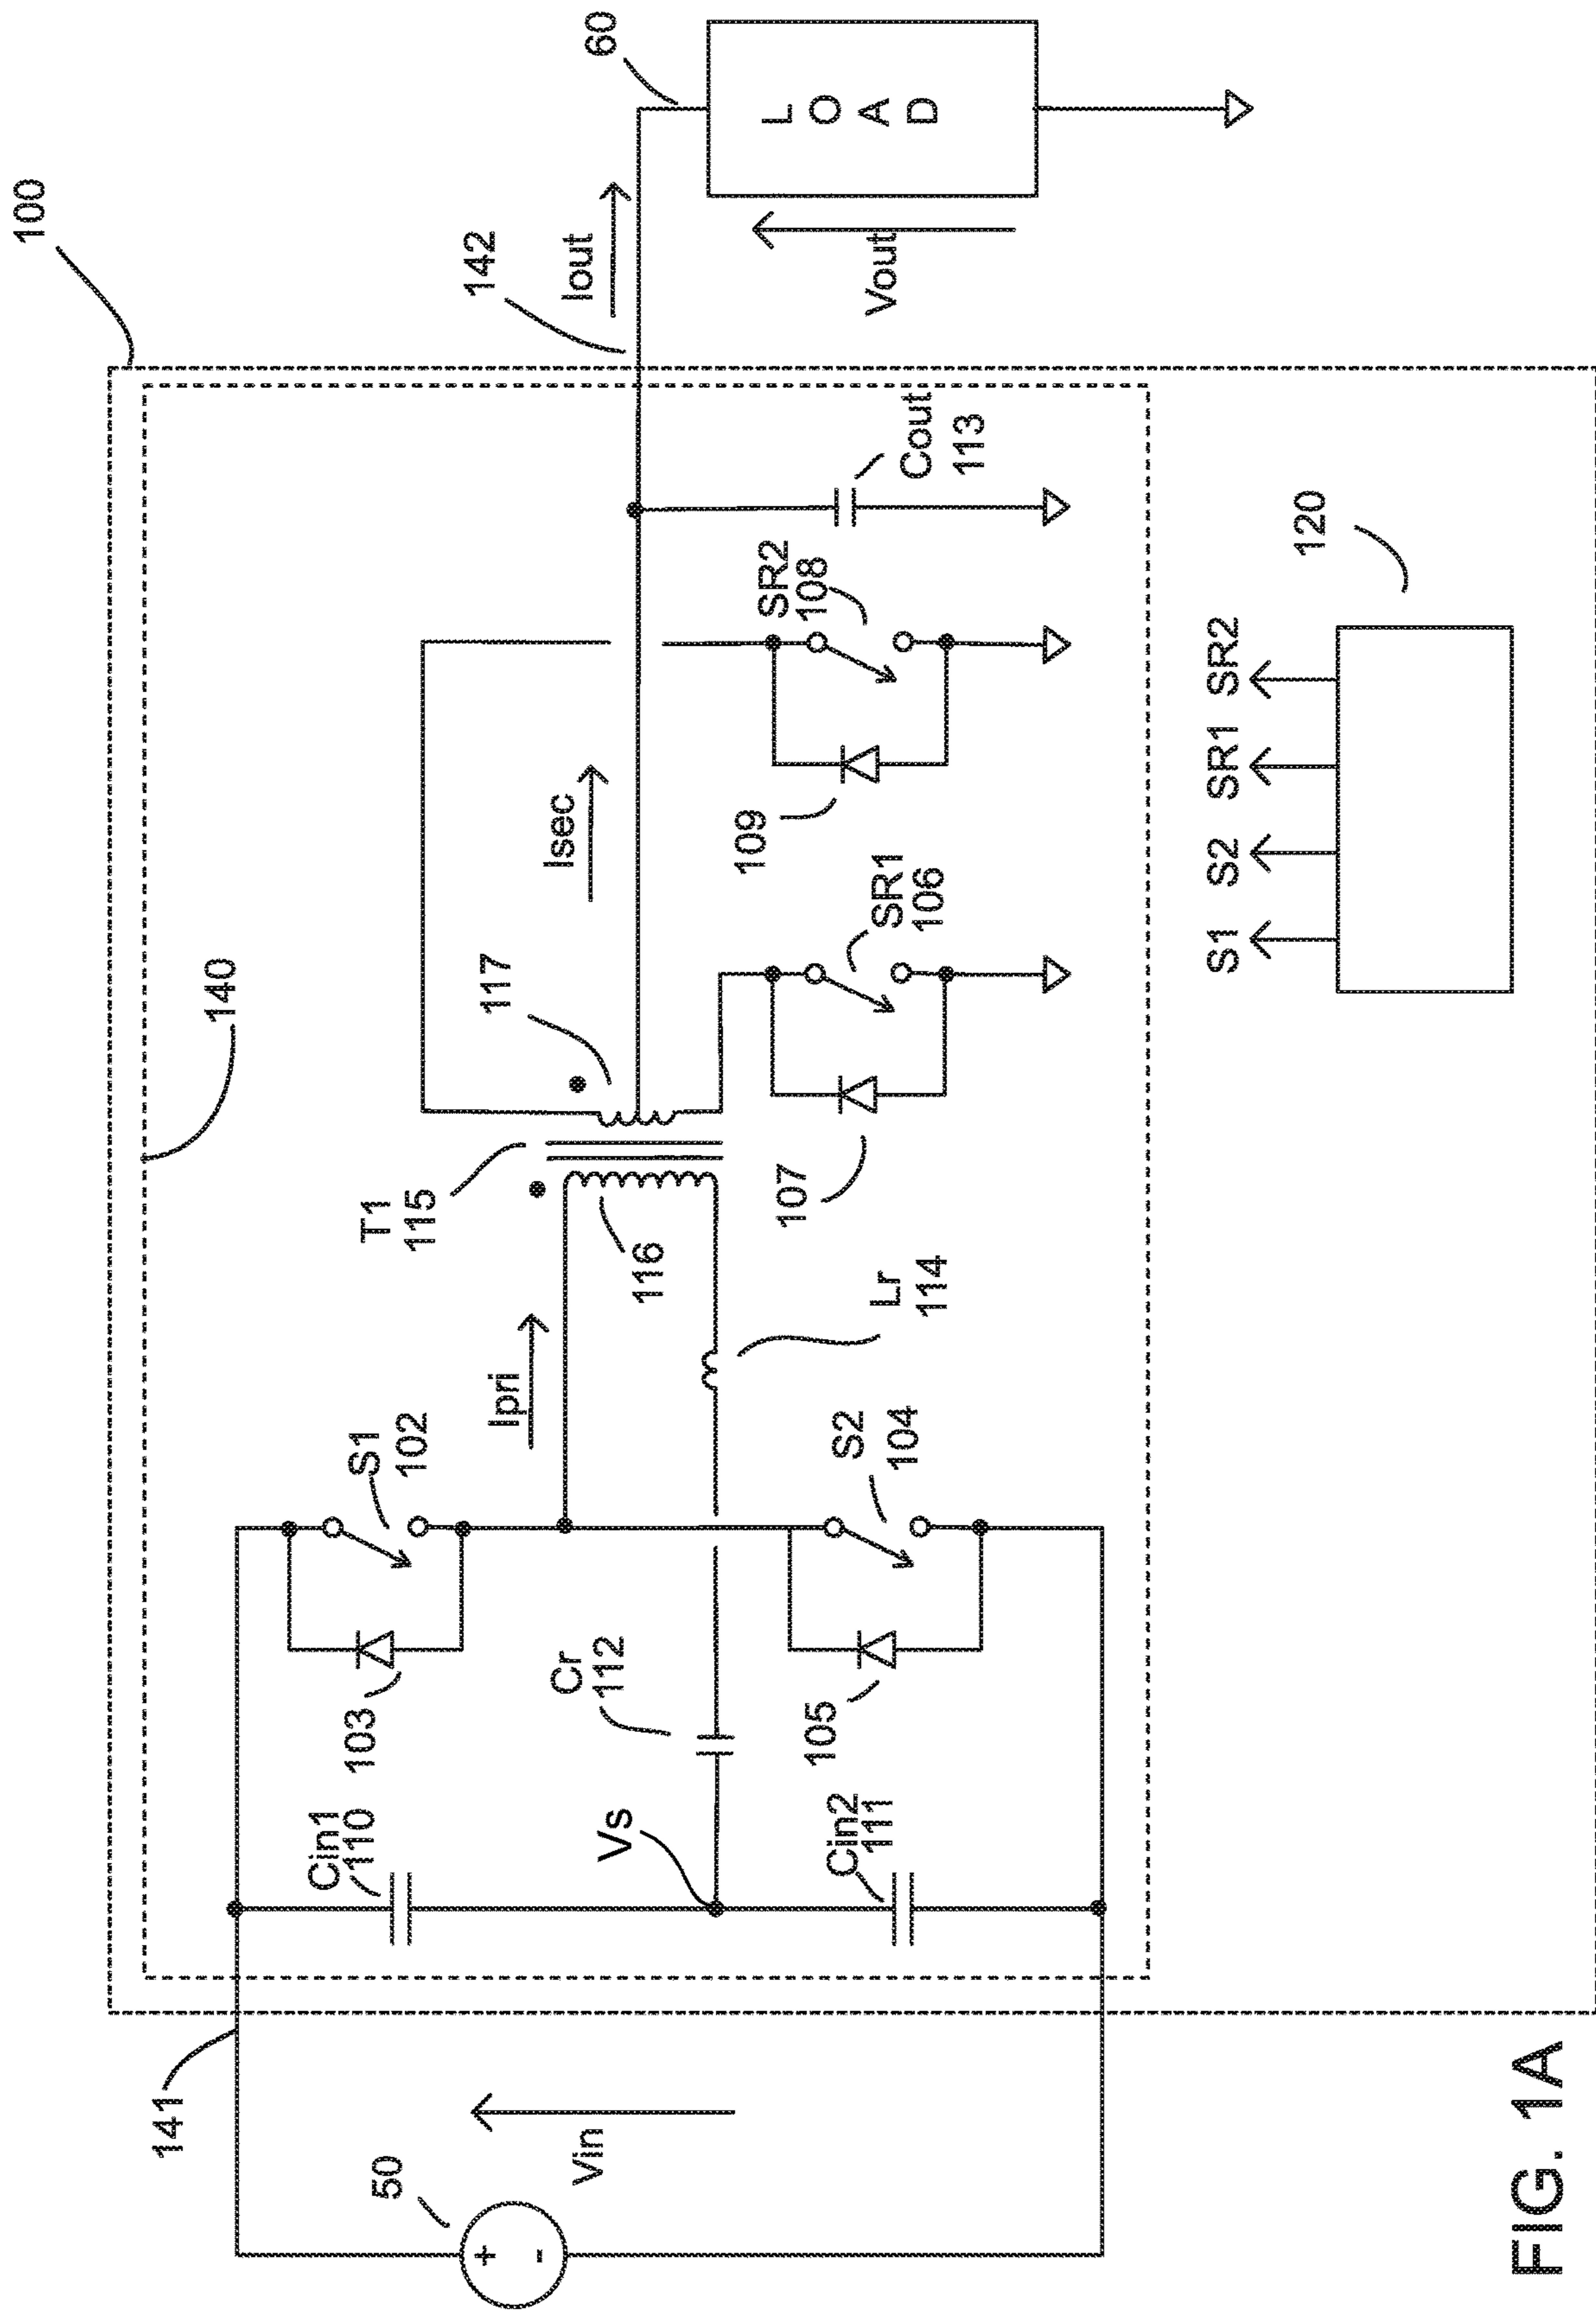 100
140
141
50
+
-
Vin
Cin1
110
103
S1
102
Ipri
T1
115
117
Isec
142
Iout
60
LOAD
Vout
Vs
Cr
112
116
Lr
114
Cin2
111
105
S2
104
107
SR1
106
109
SR2
108
Cout
113
S1 S2 SR1 SR2
120
FIG. 1A